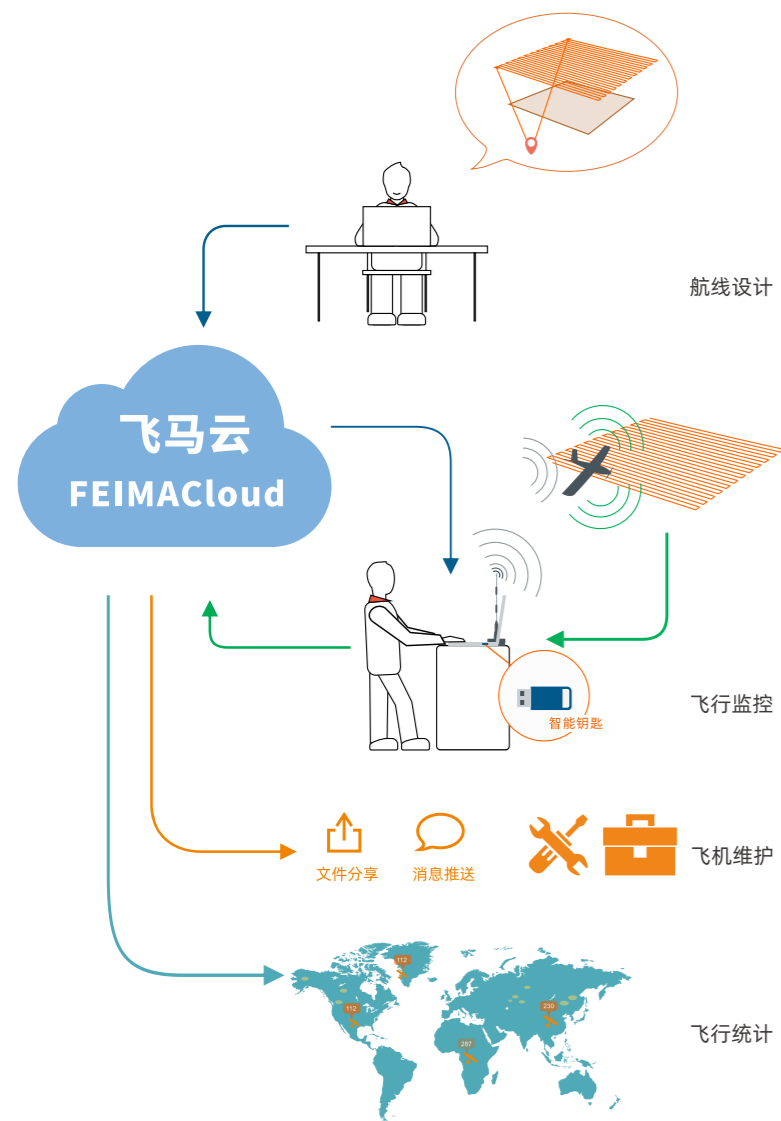 航线设计
飞马云
FEIMACloud
智能钥匙
飞行监控
文件分享
消息推送
飞机维护
112
112
230
287
飞行统计